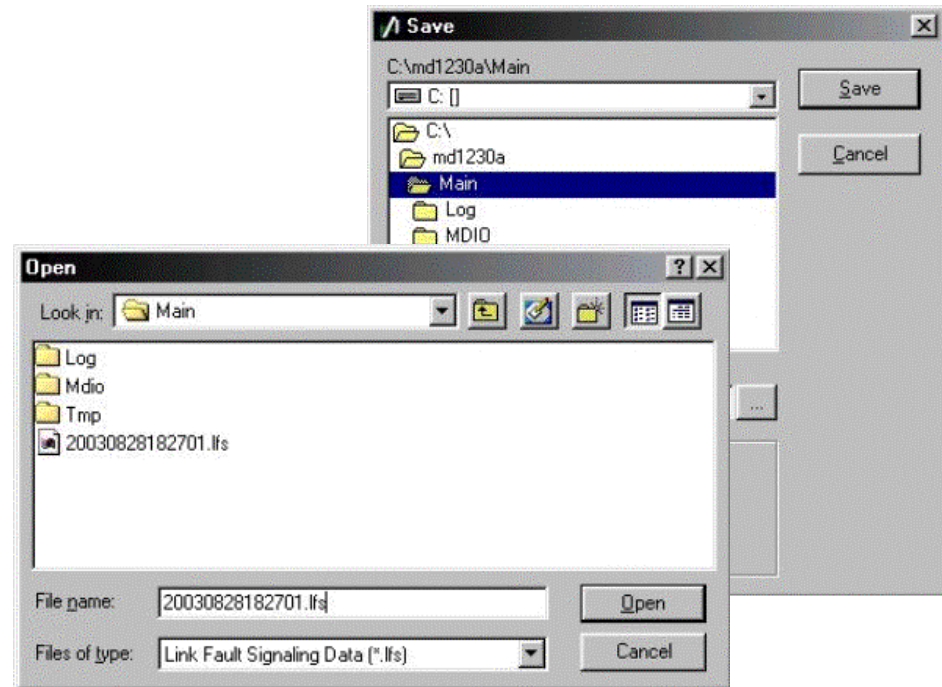 Save
C:\md1230a\Main
C: []
Save
C:\
Cancel
md1230a
Main
Log
MDIO
Open
Look in: Main
Log
Mdio
Tmp
20030828182701.lfs
...
File name: 20030828182701.lfs
Open
Files of type: Link Fault Signaling Data (*.lfs)
Cancel